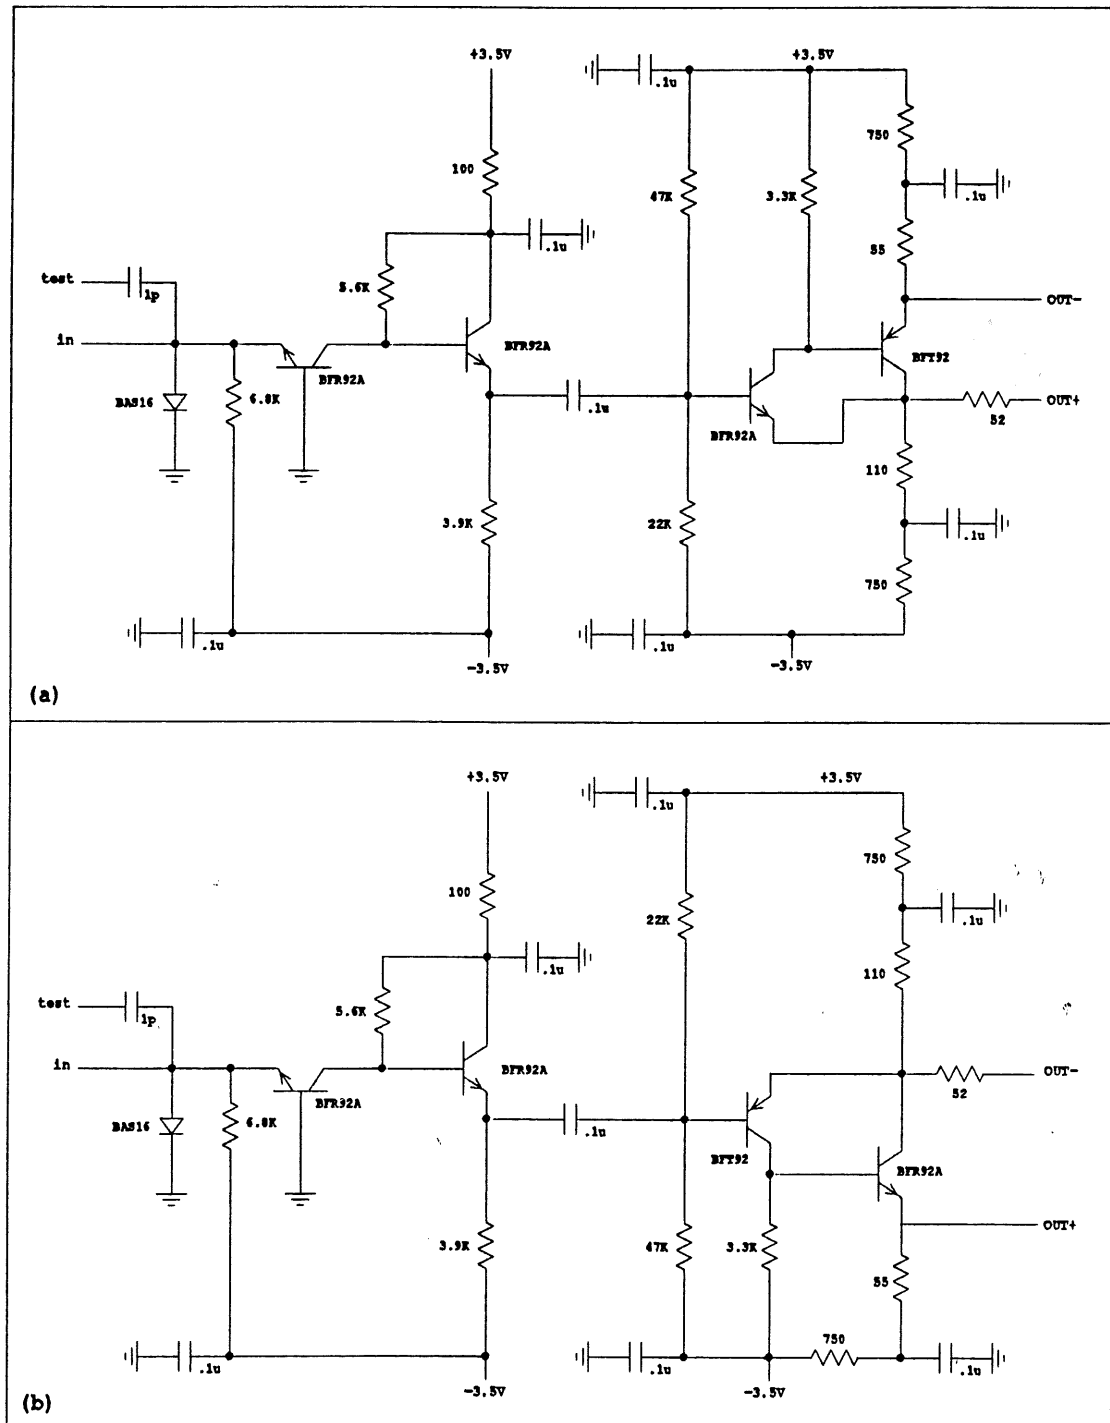 +3.5V
+3.5V
.1u
750
100
47K
3.3K
.1u
.1u
55
test
1p
5.6K
OUT-
in
BFR92A
BFT92
BAS16
6.8K
BFR92A
.1u
OUT+
BFR92A
52
110
3.9K
22K
.1u
750
.1u
.1u
-3.5V
-3.5V
(a)
+3.5V
+3.5V
.1u
750
100
22K
.1u
.1u
110
test
1p
5.6K
in
BFR92A
OUT-
BFR92A
52
BAS16
6.8K
.1u
BFT92
BFR92A
OUT+
3.9K
47K
3.3K
55
750
.1u
.1u
.1u
-3.5V
-3.5V
(b)